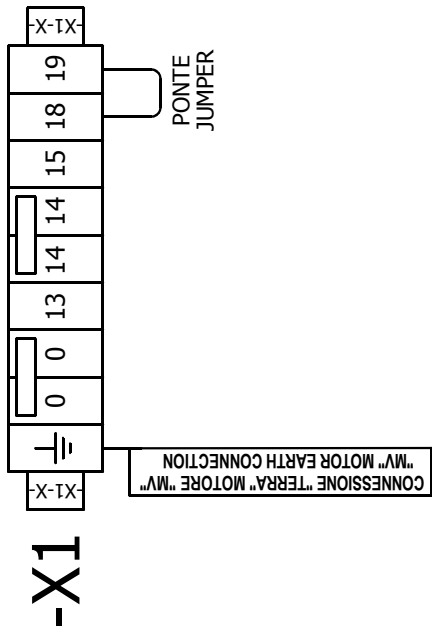 -X1
-X1-X-
0
0
13
14
14
15
18
19
-X1-X-
PONTE
JUMPER
CONNESSIONE "TERRA" MOTORE "MV"
"MV" MOTOR EARTH CONNECTION